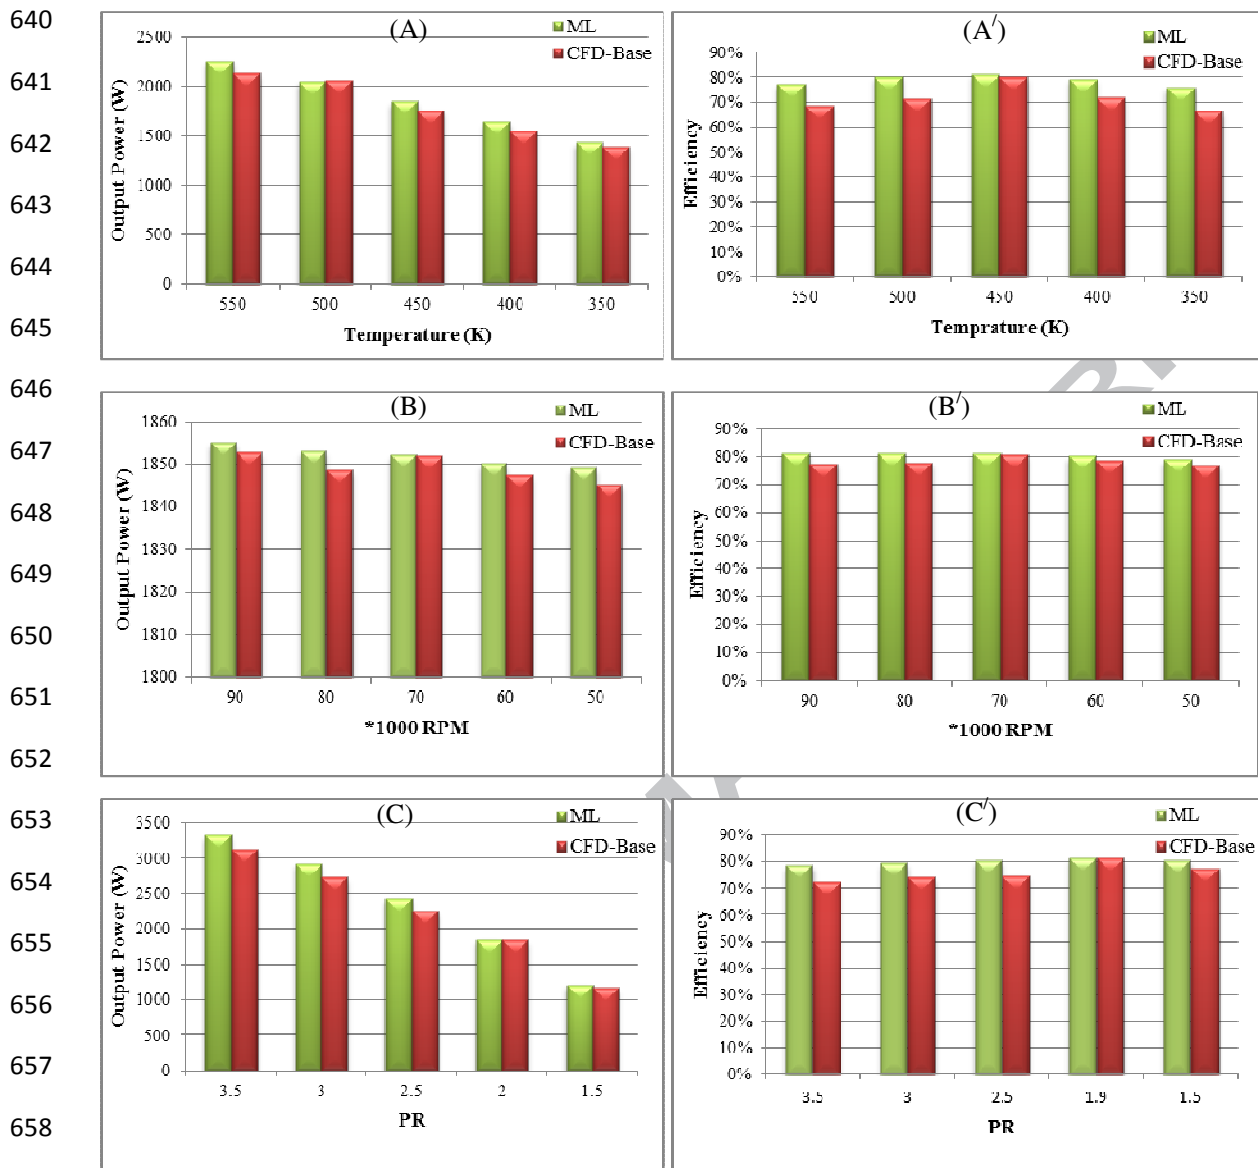 640
641
642
643
644
645
646
647
648
649
650
651
652
653
654
655
656
657
658
(A)
ML
CFD-Base
2500
2000
1500
1000
500
0
Output Power (W)
550 500 450 400 350
Temperature (K)
(A/)
ML
CFD-Base
90%
80%
70%
60%
50%
40%
30%
20%
10%
0%
Efficiency
550 500 450 400 350
Temprature (K)
(B)
ML
CFD-Base
1860
1850
1840
1830
1820
1810
1800
Output Power (W)
90 80 70 60 50
*1000 RPM
(B/)
ML
CFD-Base
90%
80%
70%
60%
50%
40%
30%
20%
10%
0%
Efficiency
90 80 70 60 50
*1000 RPM
(C)
ML
CFD-Base
3500
3000
2500
2000
1500
1000
500
0
Output Power (W)
3.5 3 2.5 2 1.5
PR
(C/)
ML
CFD-Base
90%
80%
70%
60%
50%
40%
30%
20%
10%
0%
Efficiency
3.5 3 2.5 1.9 1.5
PR